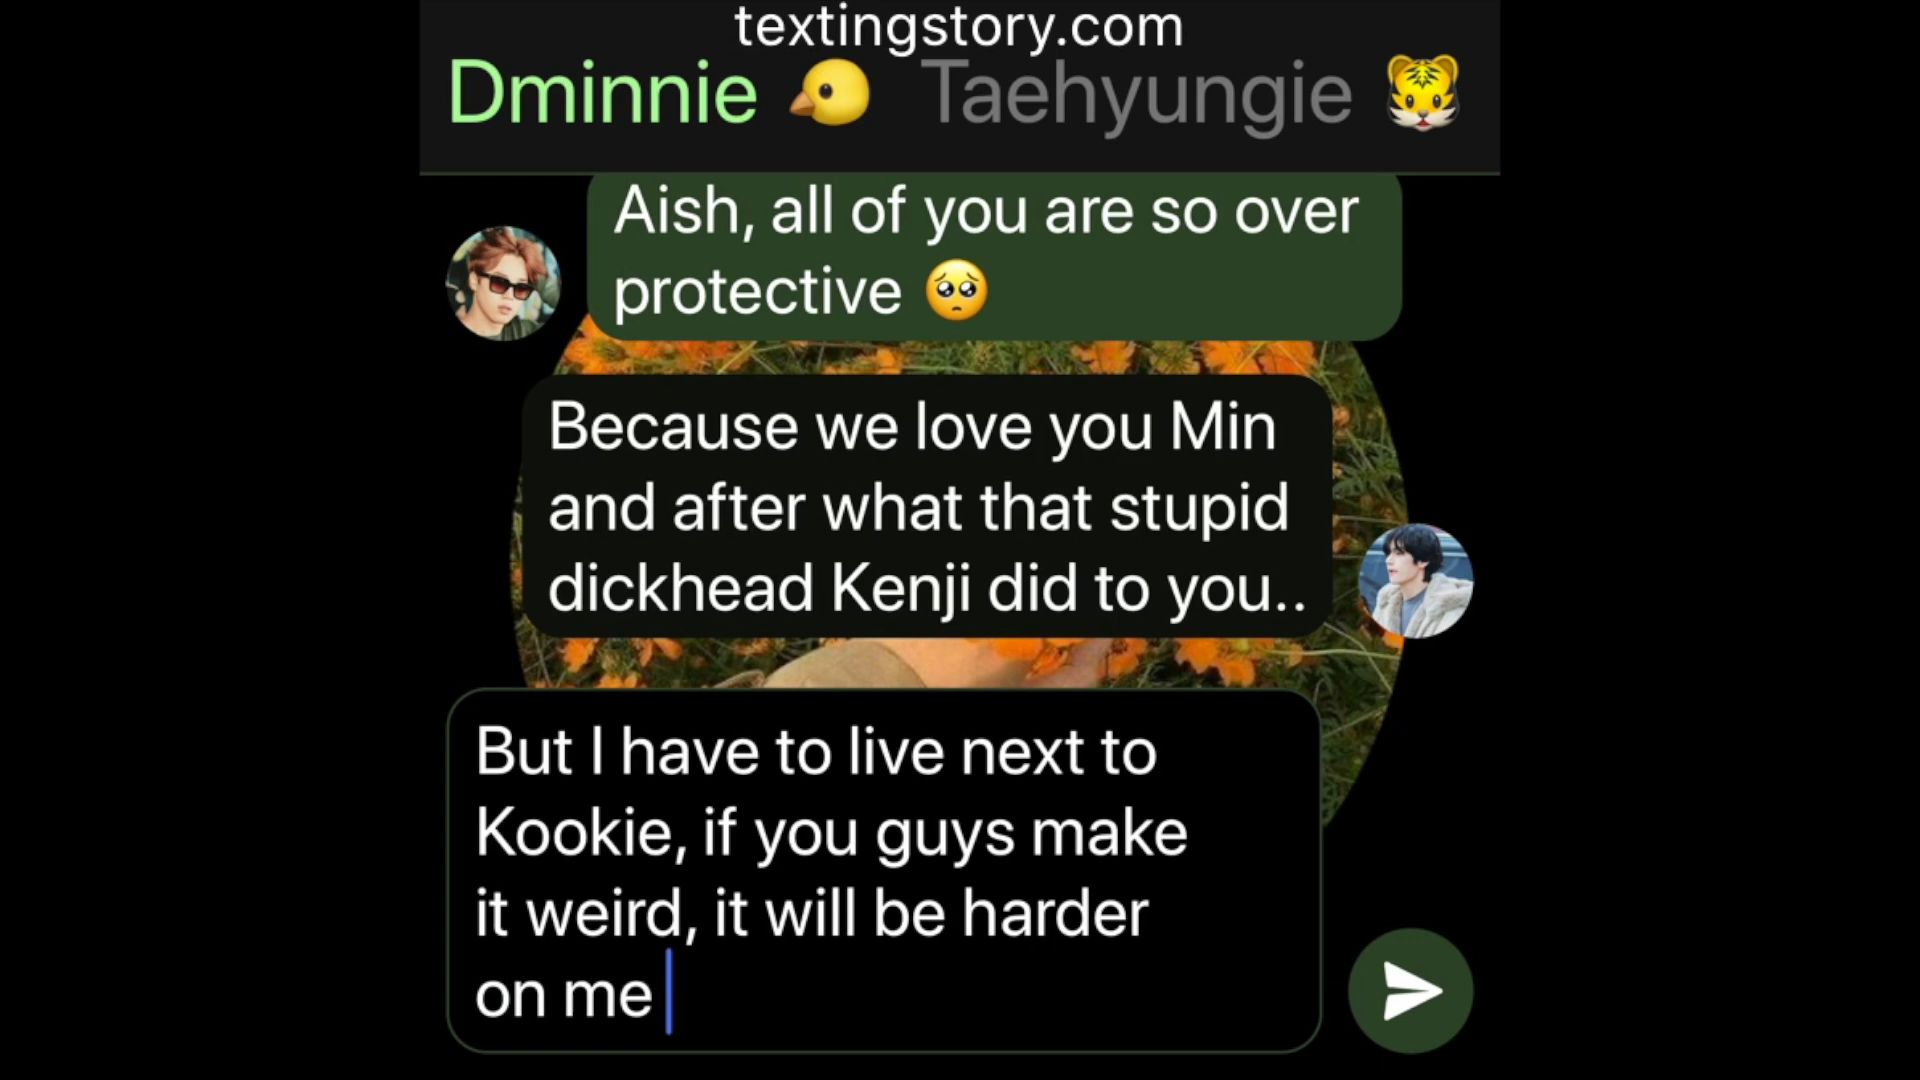 textingstory.com
Dminnie 🐤 Taehyungie 🐯
Aish, all of you are so over
protective 🥺
Because we love you Min
and after what that stupid
dickhead Kenji did to you..
But I have to live next to
Kookie, if you guys make
it weird, it will be harder
on me